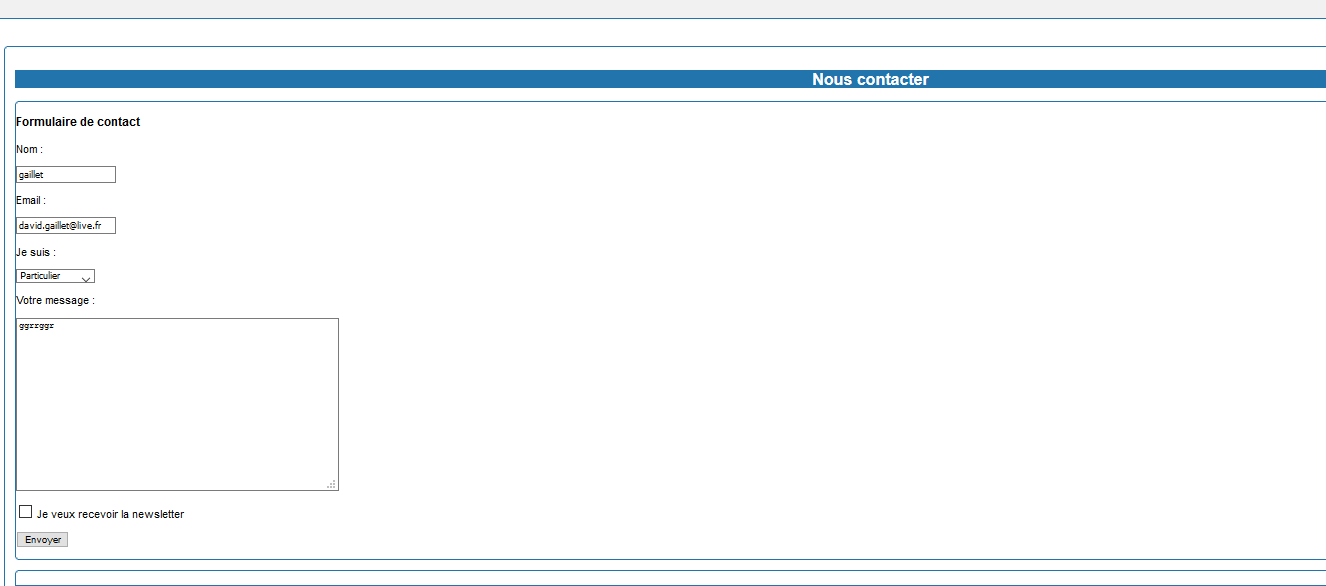 Nous contacter
Formulaire de contact
Nom :
gaillet
Email :
david.gaillet@live.fr
Je suis :
Particulier
Votre message :
ggrrggr
Je veux recevoir la newsletter
Envoyer